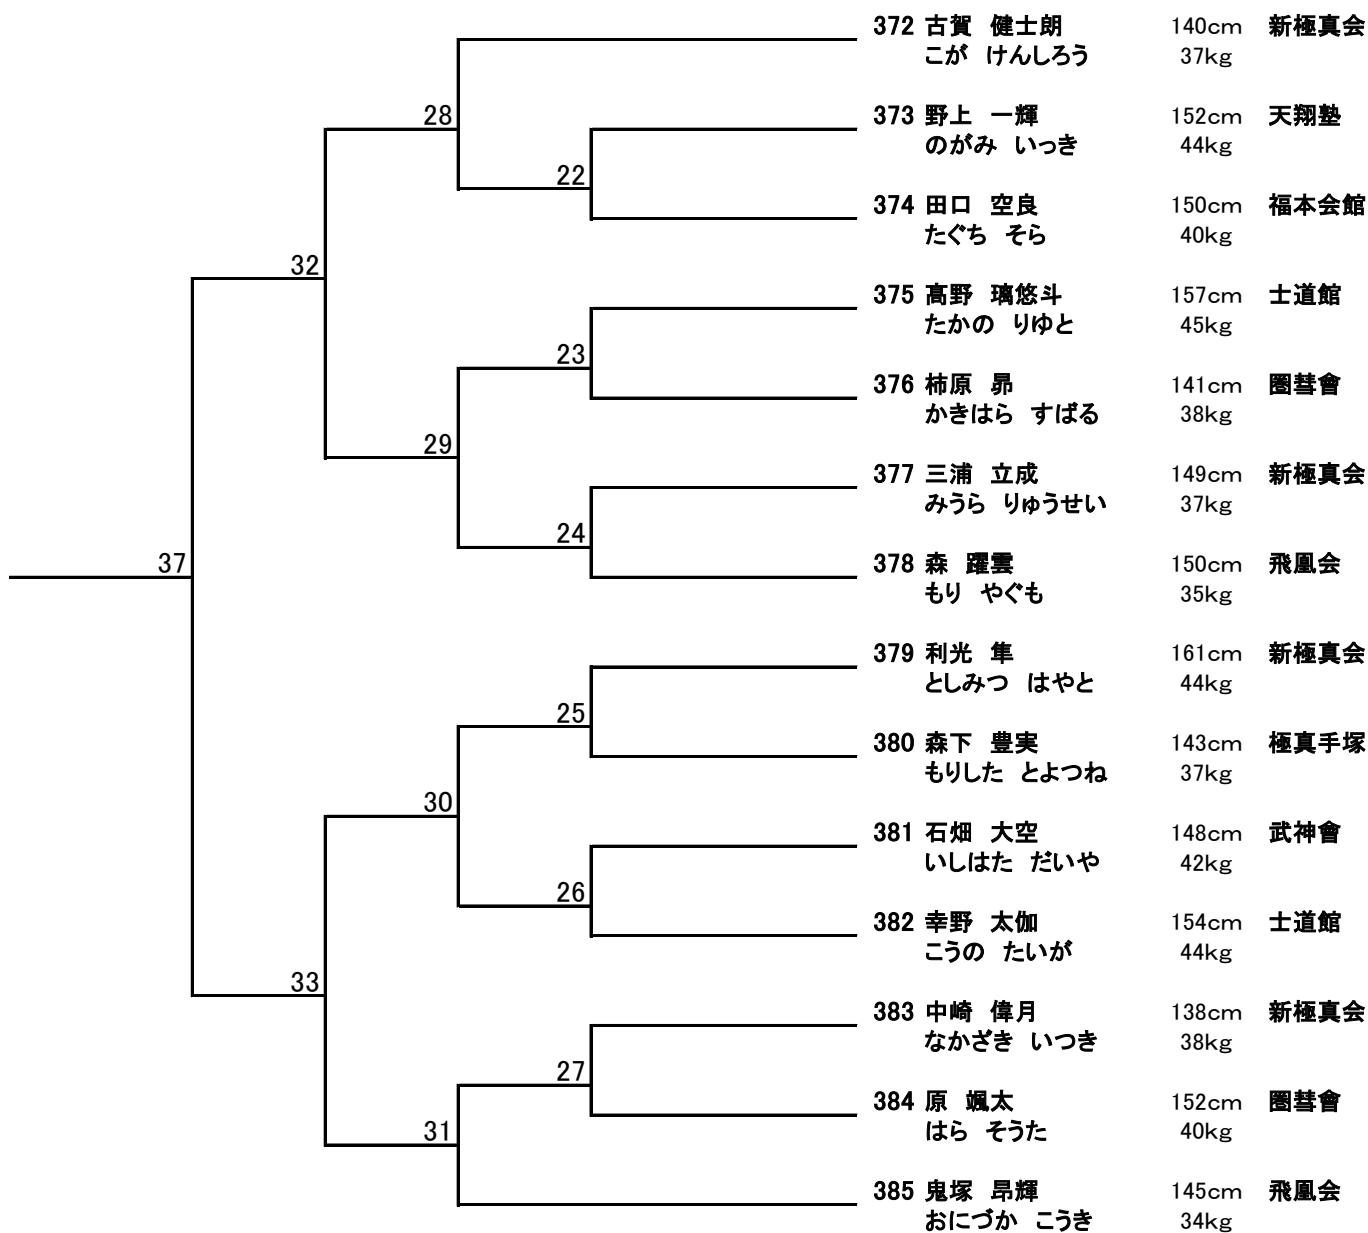 372 古賀 健士朗 140cm 新極真会
こが けんしろう 37kg
28
373 野上 一輝 152cm 天翔塾
のがみ いっき 44kg
22
374 田口 空良 150cm 福本会館
たぐち そら 40kg
32
375 髙野 璃悠斗 157cm 士道館
たかの りゆと 45kg
23
376 柿原 昴 141cm 圏彗會
かきはら すばる 38kg
29
377 三浦 立成 149cm 新極真会
みうら りゅうせい 37kg
24
37
378 森 躍雲 150cm 飛凰会
もり やぐも 35kg
379 利光 隼 161cm 新極真会
としみつ はやと 44kg
25
380 森下 豊実 143cm 極真手塚
もりした とよつね 37kg
30
381 石畑 大空 148cm 武神會
いしはた だいや 42kg
26
382 幸野 太伽 154cm 士道館
こうの たいが 44kg
33
383 中崎 偉月 138cm 新極真会
なかざき いつき 38kg
27
384 原 颯太 152cm 圏彗會
はら そうた 40kg
31
385 鬼塚 昂輝 145cm 飛凰会
おにづか こうき 34kg